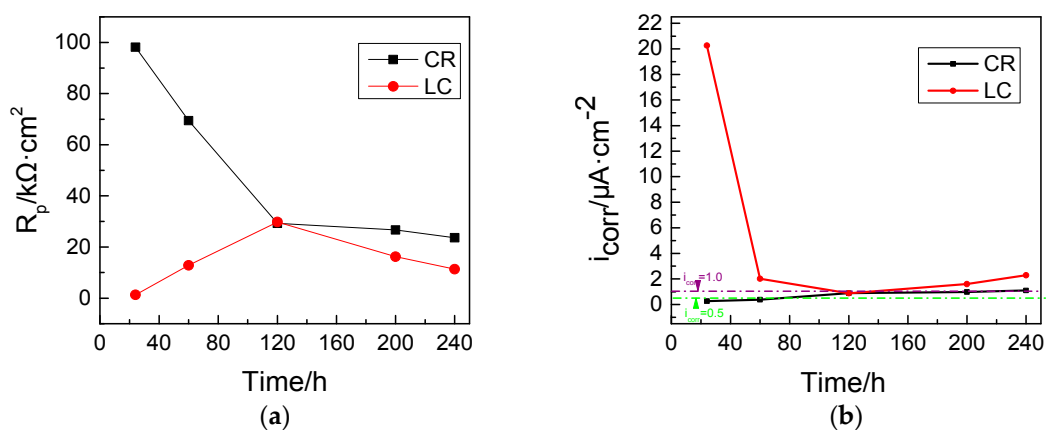 100
80
60
40
20
0
0 40 80 120 160 200 240
R_p/kΩ·cm²
Time/h
CR
LC
(a)
22
20
18
16
14
12
10
8
6
4
2
0
0 40 80 120 160 200 240
i_corr/μA·cm⁻²
Time/h
CR
LC
i_corr=1.0
i_corr=0.5
(b)